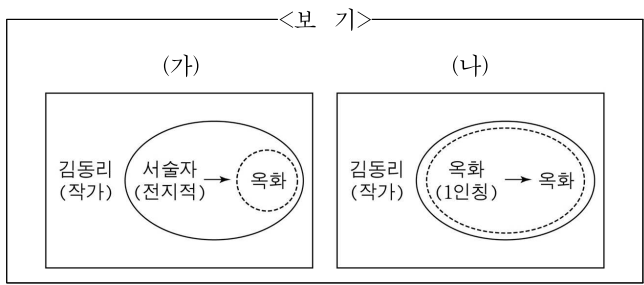 <보 기>
(가) (나)
김동리 서술자 → 옥화 김동리 옥화 → 옥화
(작가) (전지적) (작가) (1인칭)